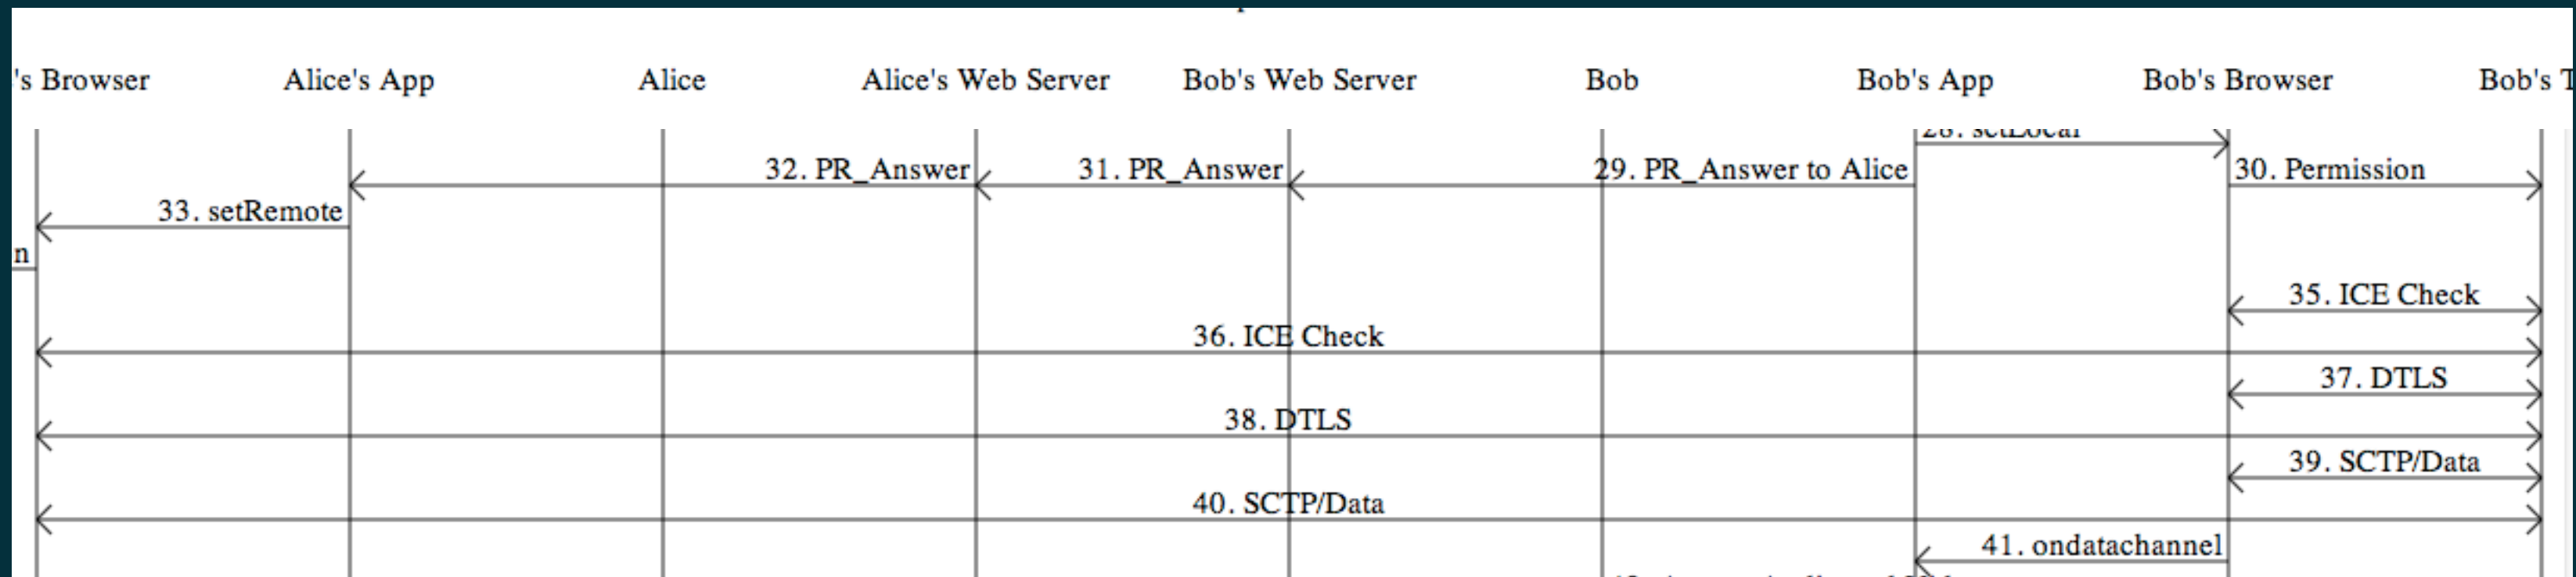 's Browser Alice's App Alice Alice's Web Server Bob's Web Server Bob Bob's App Bob's Browser Bob's T
28. setLocal
32. PR_Answer 31. PR_Answer 29. PR_Answer to Alice 30. Permission
33. setRemote
n
35. ICE Check
36. ICE Check
37. DTLS
38. DTLS
39. SCTP/Data
40. SCTP/Data
41. ondatachannel